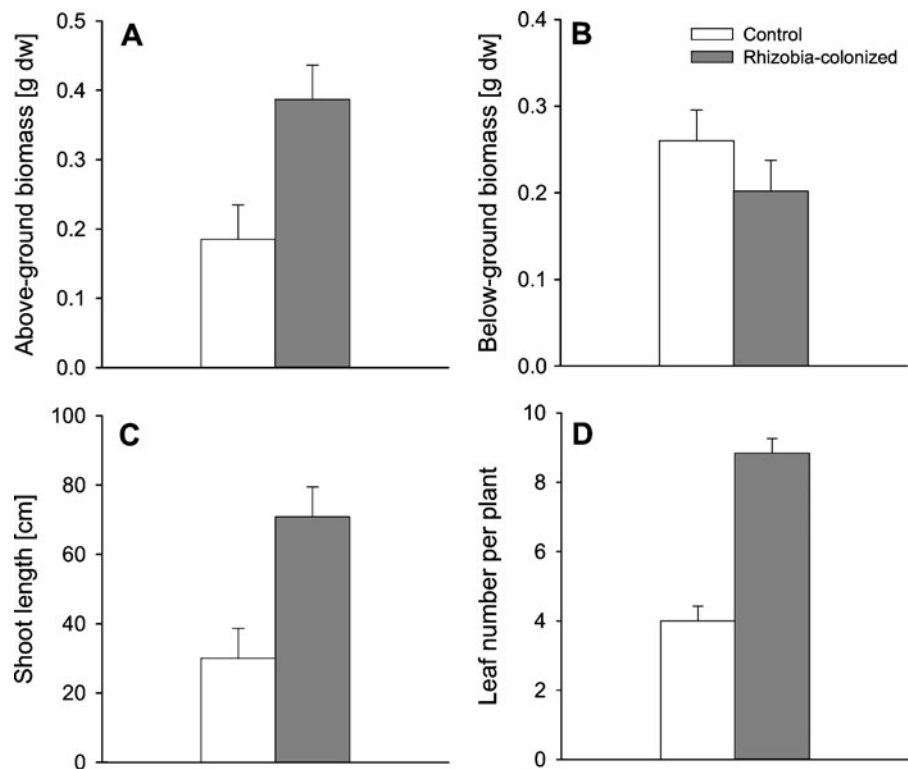 A
Above-ground biomass [g dw]
0.5
0.4
0.3
0.2
0.1
0.0
B
Control
Rhizobia-colonized
Below-ground biomass [g dw]
0.4
0.3
0.2
0.1
0.0
C
Shoot length [cm]
100
80
60
40
20
0
D
Leaf number per plant
10
8
6
4
2
0